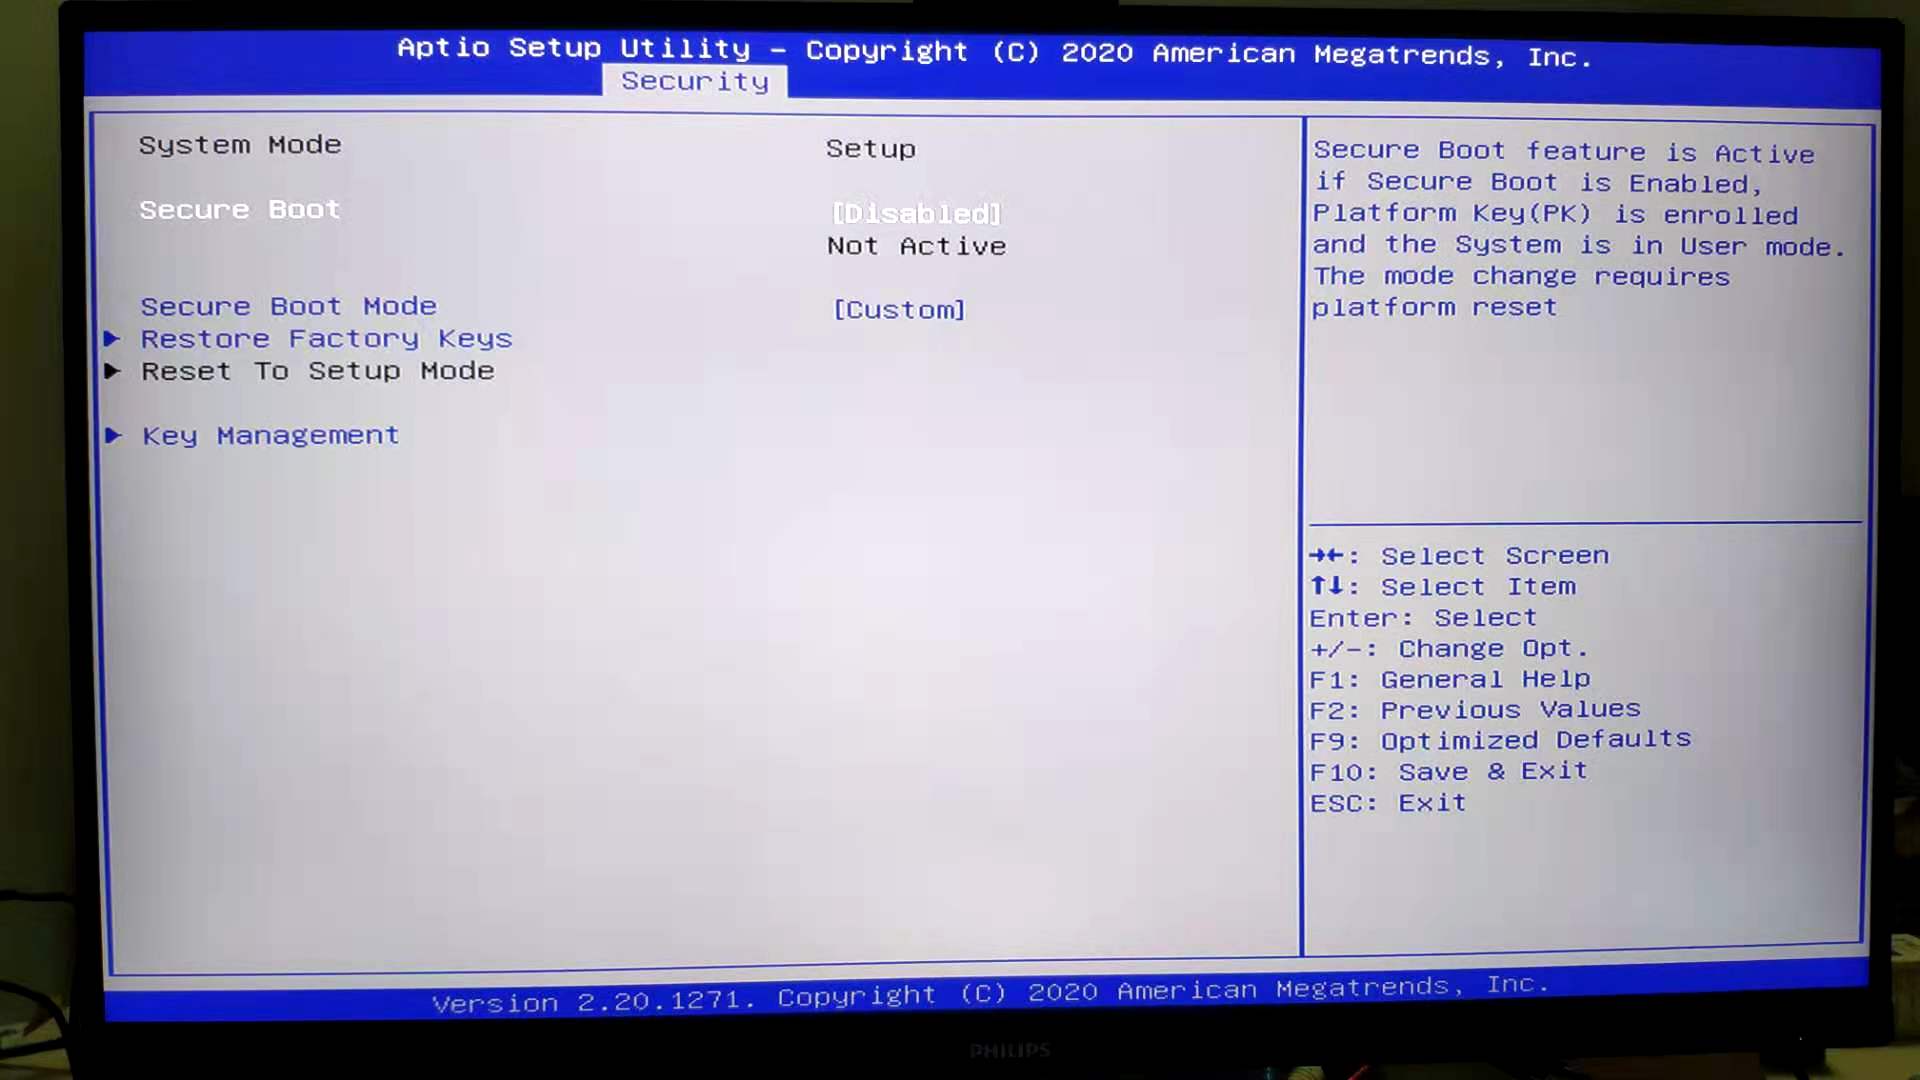 Aptio Setup Utility – Copyright (C) 2020 American Megatrends, Inc.
Security
System Mode Setup
Secure Boot [Disabled]
Not Active
Secure Boot Mode [Custom]
▶ Restore Factory Keys
▶ Reset To Setup Mode
▶ Key Management
Secure Boot feature is Active
if Secure Boot is Enabled,
Platform Key(PK) is enrolled
and the System is in User mode.
The mode change requires
platform reset
→←: Select Screen
↑↓: Select Item
Enter: Select
+/-: Change Opt.
F1: General Help
F2: Previous Values
F9: Optimized Defaults
F10: Save & Exit
ESC: Exit
Version 2.20.1271. Copyright (C) 2020 American Megatrends, Inc.
PHILIPS